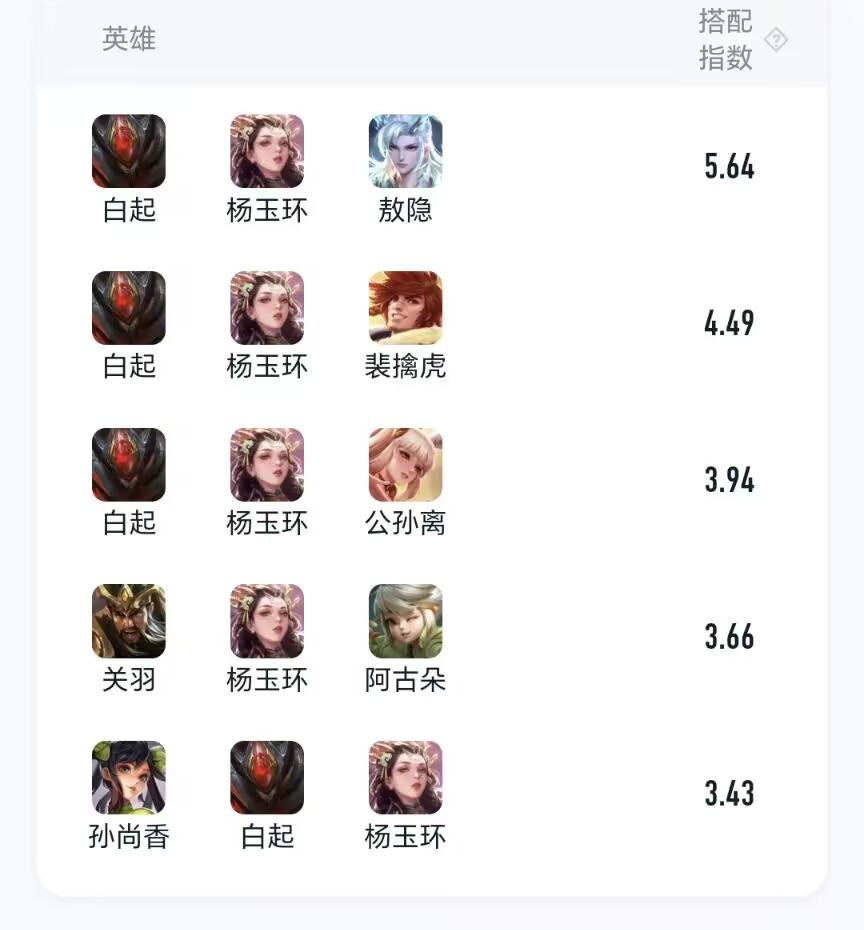 英雄
搭配
指数
?
白起 杨玉环 敖隐 5.64
白起 杨玉环 裴擒虎 4.49
白起 杨玉环 公孙离 3.94
关羽 杨玉环 阿古朵 3.66
孙尚香 白起 杨玉环 3.43